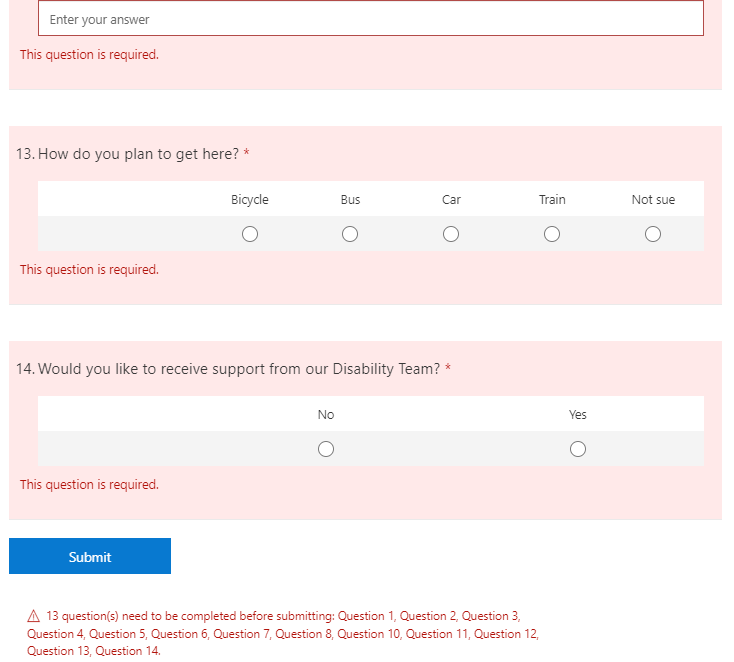 Enter your answer
This question is required.
13. How do you plan to get here? *
Bicycle Bus Car Train Not sue
This question is required.
14. Would you like to receive support from our Disability Team? *
No Yes
This question is required.
Submit
13 question(s) need to be completed before submitting: Question 1, Question 2, Question 3,
Question 4, Question 5, Question 6, Question 7, Question 8, Question 10, Question 11, Question 12,
Question 13, Question 14.